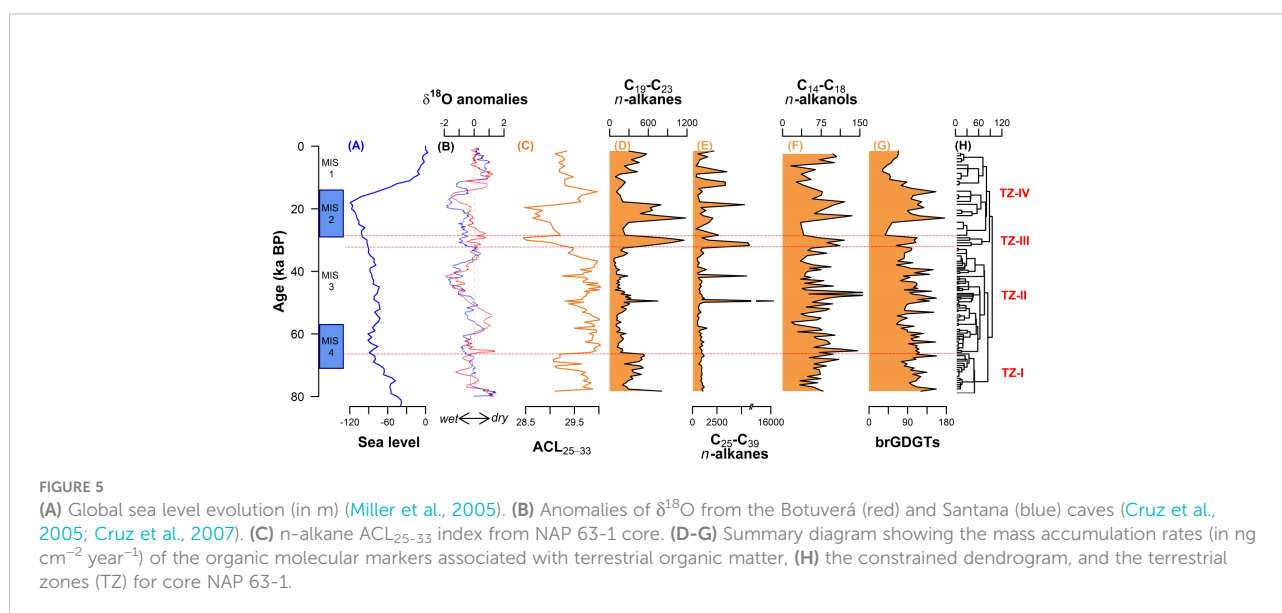 C₁₉-C₂₃
n-alkanes
C₁₄-C₁₈
n-alkanols
δ¹⁸O anomalies
-2 0 2
0 600 1200
0 75 150
0 60 120
(A)
(B)
(C)
(D)
(E)
(F)
(G)
(H)
Age (ka BP)
0
20
40
60
80
MIS
1
MIS
2
MIS
3
MIS
4
TZ-IV
TZ-III
TZ-II
TZ-I
-120 -60 0
Sea level
wet dry
28.5 29.5
ACL₂₅₋₃₃
0 2500 // 16000
C₂₅-C₃₉
n-alkanes
0 90 180
brGDGTs
FIGURE 5
(A) Global sea level evolution (in m) (Miller et al., 2005). (B) Anomalies of δ¹⁸O from the Botuverá (red) and Santana (blue) caves (Cruz et al.,
2005; Cruz et al., 2007). (C) n-alkane ACL₂₅₋₃₃ index from NAP 63-1 core. (D-G) Summary diagram showing the mass accumulation rates (in ng
cm⁻² year⁻¹) of the organic molecular markers associated with terrestrial organic matter, (H) the constrained dendrogram, and the terrestrial
zones (TZ) for core NAP 63-1.